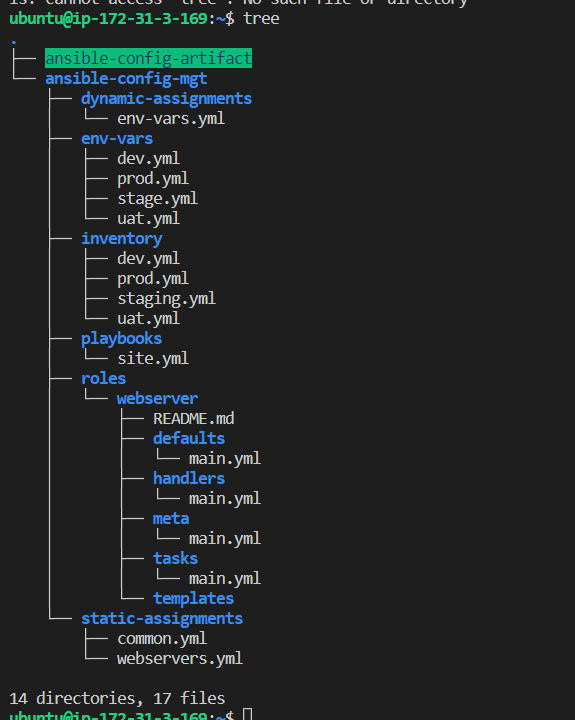 ls: cannot access 'tree': No such file or directory
ubuntu@ip-172-31-3-169:~$ tree
.
├── ansible-config-artifact
└── ansible-config-mgt
    ├── dynamic-assignments
    │   └── env-vars.yml
    ├── env-vars
    │   ├── dev.yml
    │   ├── prod.yml
    │   ├── stage.yml
    │   └── uat.yml
    ├── inventory
    │   ├── dev.yml
    │   ├── prod.yml
    │   ├── staging.yml
    │   └── uat.yml
    ├── playbooks
    │   └── site.yml
    ├── roles
    │   └── webserver
    │       ├── README.md
    │       ├── defaults
    │       │   └── main.yml
    │       ├── handlers
    │       │   └── main.yml
    │       ├── meta
    │       │   └── main.yml
    │       ├── tasks
    │       │   └── main.yml
    │       └── templates
    └── static-assignments
        ├── common.yml
        └── webservers.yml
14 directories, 17 files
ubuntu@ip-172-31-3-169:~$